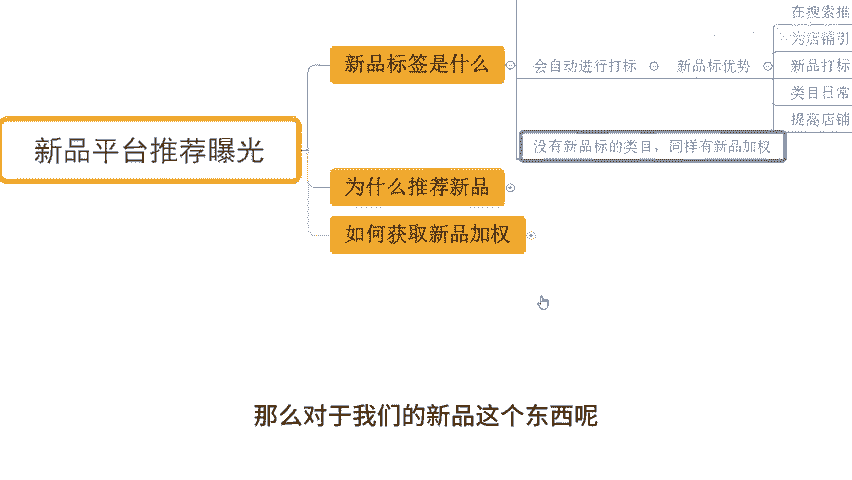 新品平台推荐曝光
新品标签是什么
会自动进行打标
新品标优势
在搜索推
为店铺引
新品打标
类目日常
提高店铺
没有新品标的类目，同样有新品加权
为什么推荐新品
如何获取新品加权
那么对于我们的新品这个东西呢